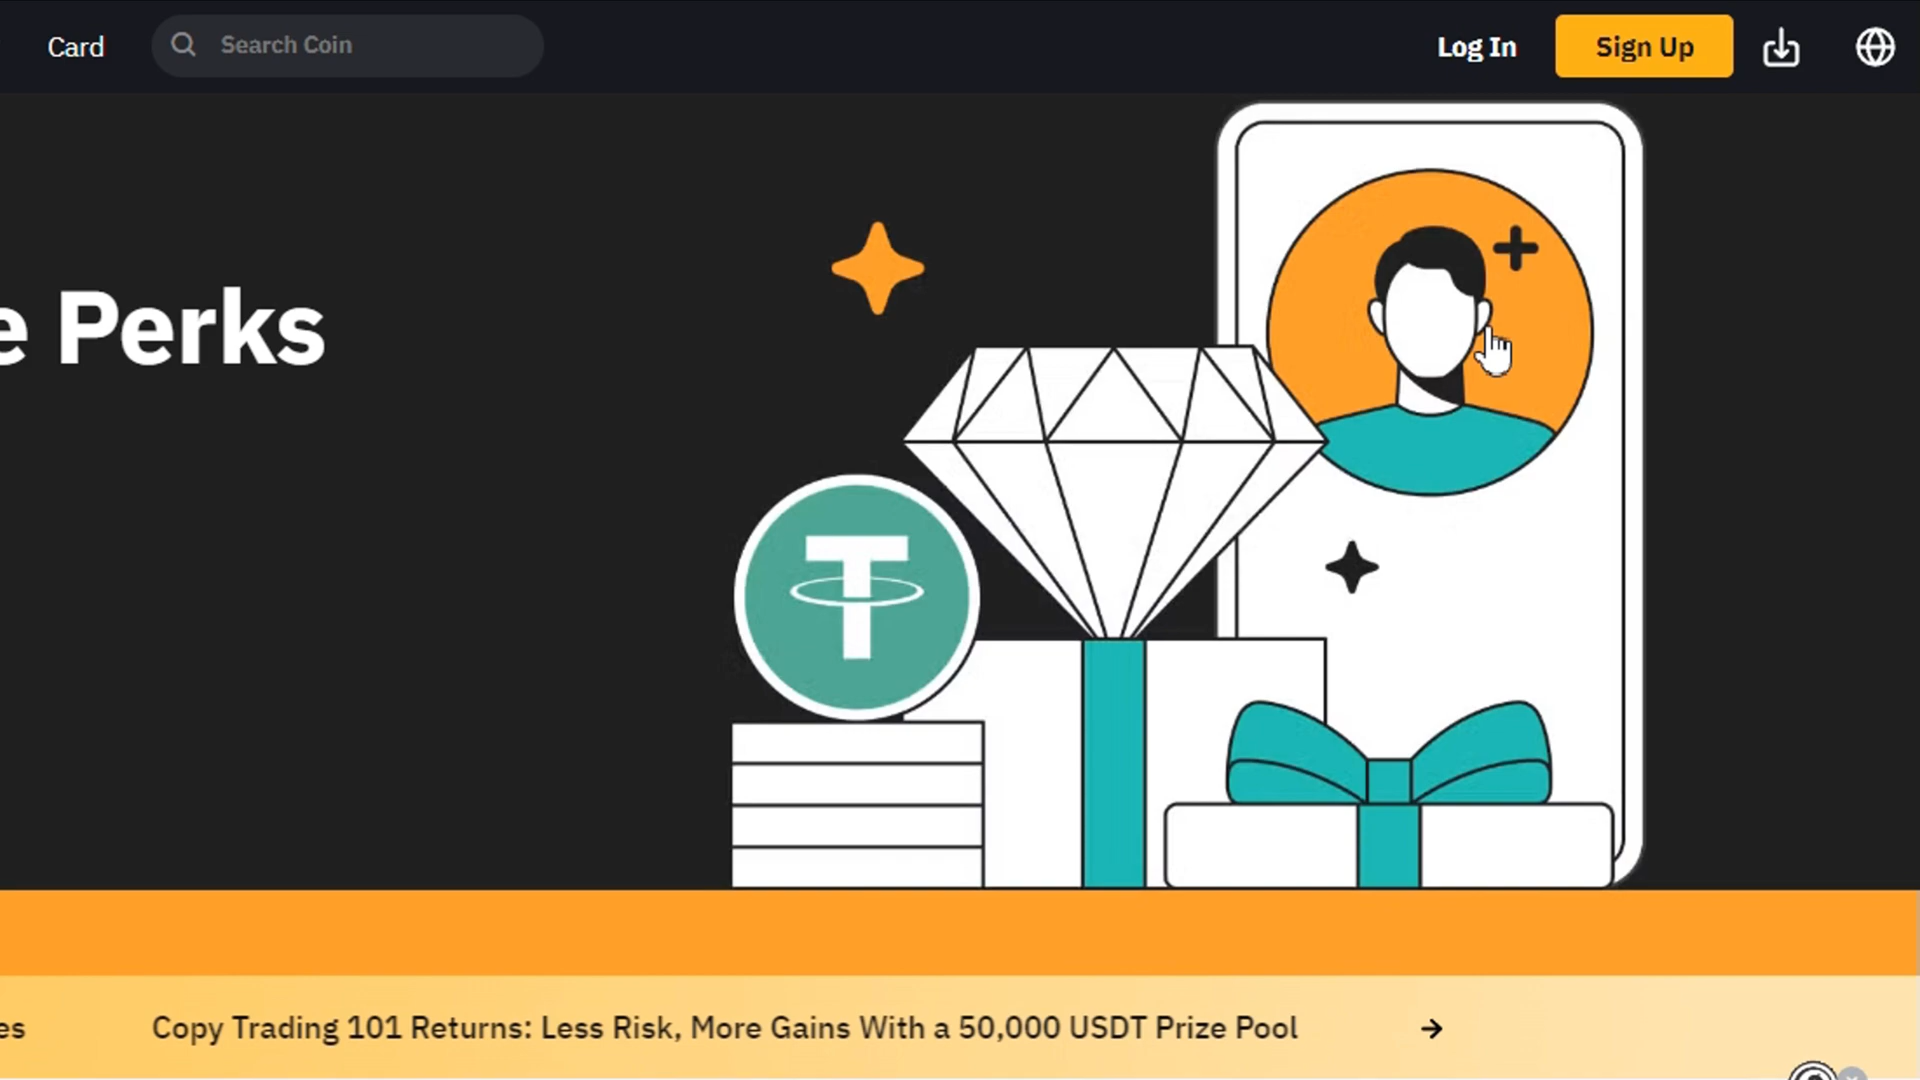 Card
Search Coin
Log In
Sign Up
e Perks
T
es
Copy Trading 101 Returns: Less Risk, More Gains With a 50,000 USDT Prize Pool